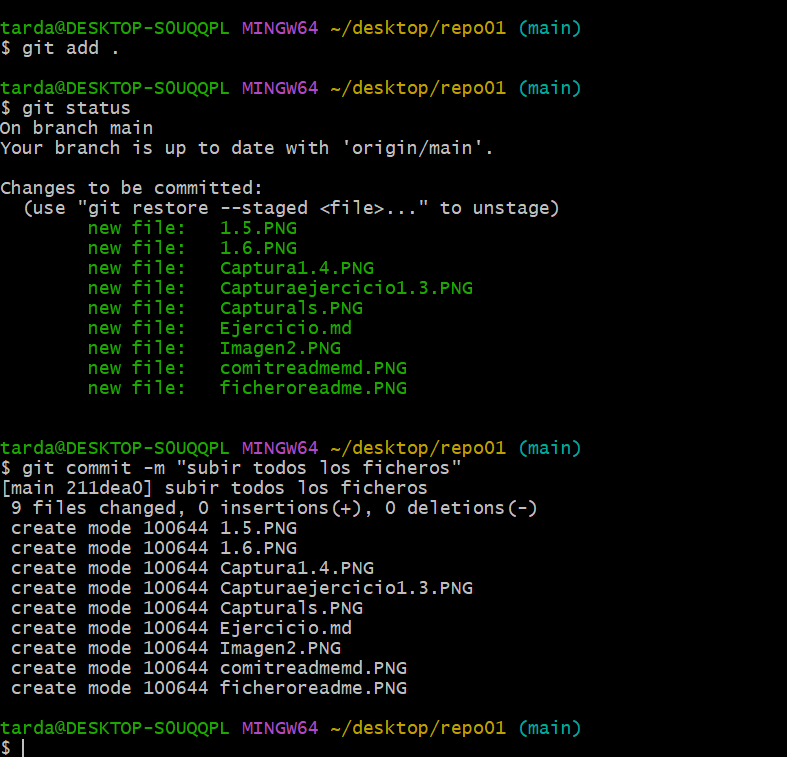 tarda@DESKTOP-S0UQQPL MINGW64 ~/desktop/repo01 (main)
$ git add .
tarda@DESKTOP-S0UQQPL MINGW64 ~/desktop/repo01 (main)
$ git status
On branch main
Your branch is up to date with 'origin/main'.
Changes to be committed:
  (use "git restore --staged <file>..." to unstage)
        new file:   1.5.PNG
        new file:   1.6.PNG
        new file:   Captura1.4.PNG
        new file:   Capturaejercicio1.3.PNG
        new file:   Capturals.PNG
        new file:   Ejercicio.md
        new file:   Imagen2.PNG
        new file:   comitreadmemd.PNG
        new file:   ficheroreadme.PNG
tarda@DESKTOP-S0UQQPL MINGW64 ~/desktop/repo01 (main)
$ git commit -m "subir todos los ficheros"
[main 211dea0] subir todos los ficheros
 9 files changed, 0 insertions(+), 0 deletions(-)
 create mode 100644 1.5.PNG
 create mode 100644 1.6.PNG
 create mode 100644 Captura1.4.PNG
 create mode 100644 Capturaejercicio1.3.PNG
 create mode 100644 Capturals.PNG
 create mode 100644 Ejercicio.md
 create mode 100644 Imagen2.PNG
 create mode 100644 comitreadmemd.PNG
 create mode 100644 ficheroreadme.PNG
tarda@DESKTOP-S0UQQPL MINGW64 ~/desktop/repo01 (main)
$